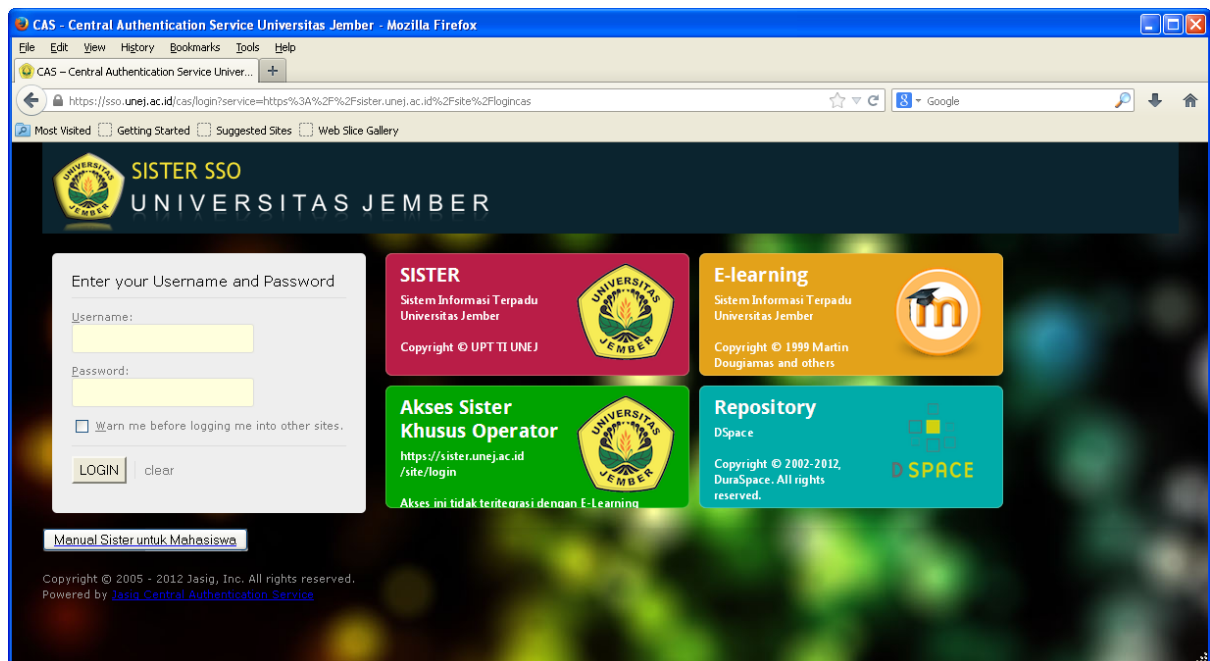 CAS - Central Authentication Service Universitas Jember - Mozilla Firefox
File Edit View History Bookmarks Tools Help
CAS – Central Authentication Service Univer... +
https://sso.unej.ac.id/cas/login?service=https%3A%2F%2Fsister.unej.ac.id%2Fsite%2Flogincas
8 Google
Most Visited Getting Started Suggested Sites Web Slice Gallery
UNIVERSITAS JEMBER
SISTER SSO
UNIVERSITAS JEMBER
Enter your Username and Password
Username:
Password:
Warn me before logging me into other sites.
LOGIN clear
SISTER
Sistem Informasi Terpadu
Universitas Jember
Copyright © UPT TI UNEJ
UNIVERSITAS JEMBER
E-learning
Sistem Informasi Terpadu
Universitas Jember
Copyright © 1999 Martin
Dougiamas and others
m
Akses Sister
Khusus Operator
https://sister.unej.ac.id
/site/login
Akses ini tidak teritegrasi dengan E-Learning
UNIVERSITAS JEMBER
Repository
DSpace
Copyright © 2002-2012,
DuraSpace. All rights
reserved.
DSPACE
Manual Sister untuk Mahasiswa
Copyright © 2005 - 2012 Jasig, Inc. All rights reserved.
Powered by Jasig Central Authentication Service